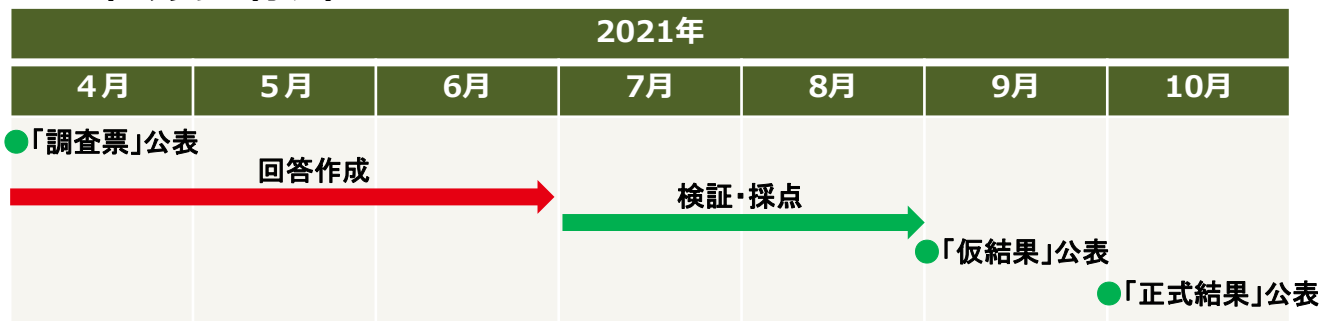 2021年
4月 5月 6月 7月 8月 9月 10月
●「調査票」公表
回答作成
検証・採点
●「仮結果」公表
●「正式結果」公表